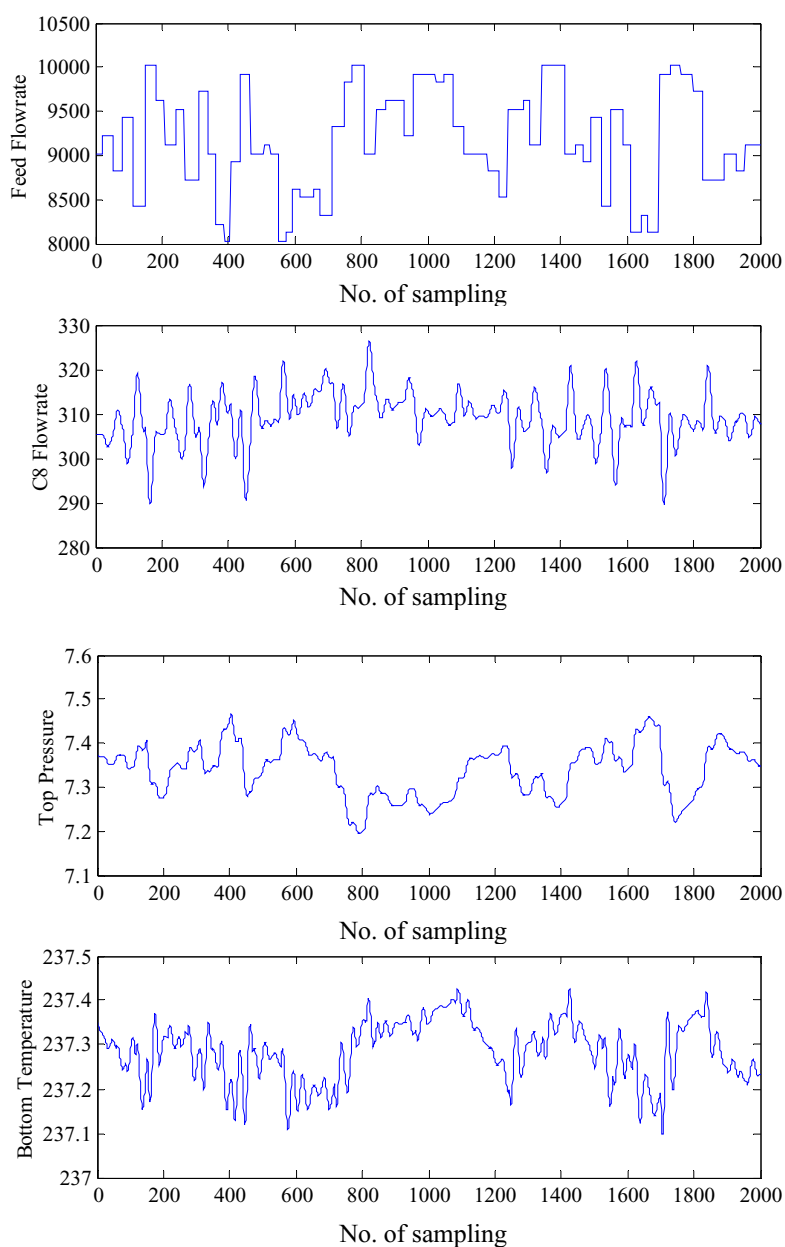 10500
10000
9500
9000
8500
8000
Feed Flowrate
0 200 400 600 800 1000 1200 1400 1600 1800 2000
No. of sampling
330
320
310
300
290
280
C8 Flowrate
0 200 400 600 800 1000 1200 1400 1600 1800 2000
No. of sampling
7.6
7.5
7.4
7.3
7.2
7.1
Top Pressure
0 200 400 600 800 1000 1200 1400 1600 1800 2000
No. of sampling
237.5
237.4
237.3
237.2
237.1
237
Bottom Temperature
0 200 400 600 800 1000 1200 1400 1600 1800 2000
No. of sampling